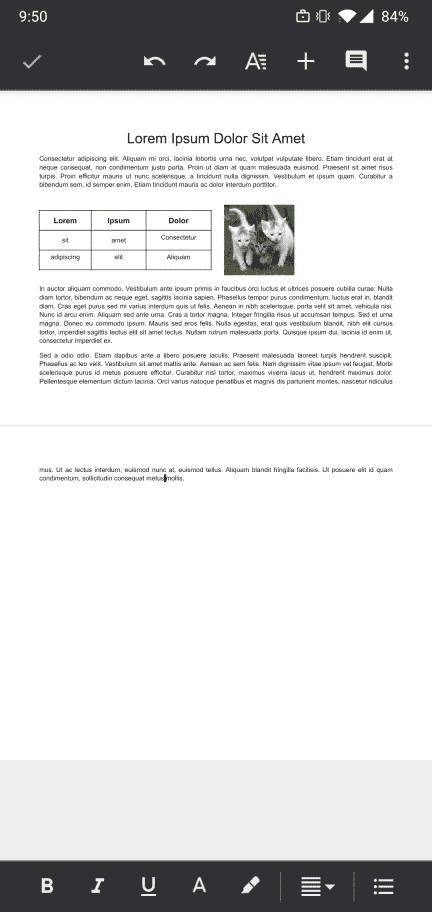 9:50
84%
Lorem Ipsum Dolor Sit Amet
Consectetur adipiscing elit. Aliquam mi orci, lacinia lobortis urna nec, volutpat vulputate libero. Etiam tincidunt erat at
neque consequat, non condimentum justo porta. Proin ut diam at quam malesuada euismod. Praesent sit amet risus
turpis. Proin efficitur mauris ut nunc scelerisque, a tincidunt nulla dignissim. Vestibulum et ipsum quam. Curabitur a
bibendum sem, id semper enim. Etiam tincidunt mauris ac dolor interdum porttitor.
Lorem Ipsum Dolor
sit amet Consectetur
adipiscing elit Aliquam
In auctor aliquam commodo. Vestibulum ante ipsum primis in faucibus orci luctus et ultrices posuere cubilia curae; Nulla
diam tortor, bibendum ac neque eget, sagittis lacinia sapien. Phasellus tempor purus condimentum, luctus erat in, blandit
diam. Cras eget purus sed mi varius interdum quis ut felis. Aenean in nibh scelerisque, porta velit sit amet, vehicula nisi.
Nunc id arcu enim. Aliquam sed ante urna. Cras a tortor magna. Integer fringilla risus ut accumsan tempus. Sed et urna
magna. Donec eu commodo ipsum. Mauris sed eros felis. Nulla egestas, erat quis vestibulum blandit, nibh elit cursus
tortor, imperdiet sagittis lectus elit sit amet lectus. Nullam rutrum malesuada porta. Quisque ipsum dui, lacinia id enim ut,
consectetur imperdiet ex.
Sed a odio odio. Etiam dapibus ante a libero posuere iaculis. Praesent malesuada laoreet turpis hendrerit suscipit.
Phasellus ac leo velit. Vestibulum sit amet mattis ante. Aenean ac sem felis. Nam dignissim vitae ipsum vel feugiat. Morbi
scelerisque purus id metus posuere efficitur. Curabitur nisl tortor, maximus viverra lacus ut, hendrerit maximus dolor.
Pellentesque elementum dictum lacinia. Orci varius natoque penatibus et magnis dis parturient montes, nascetur ridiculus
mus. Ut ac lectus interdum, euismod nunc at, euismod tellus. Aliquam blandit fringilla facilisis. Ut posuere elit id quam
condimentum, sollicitudin consequat metus mollis.
B I U A